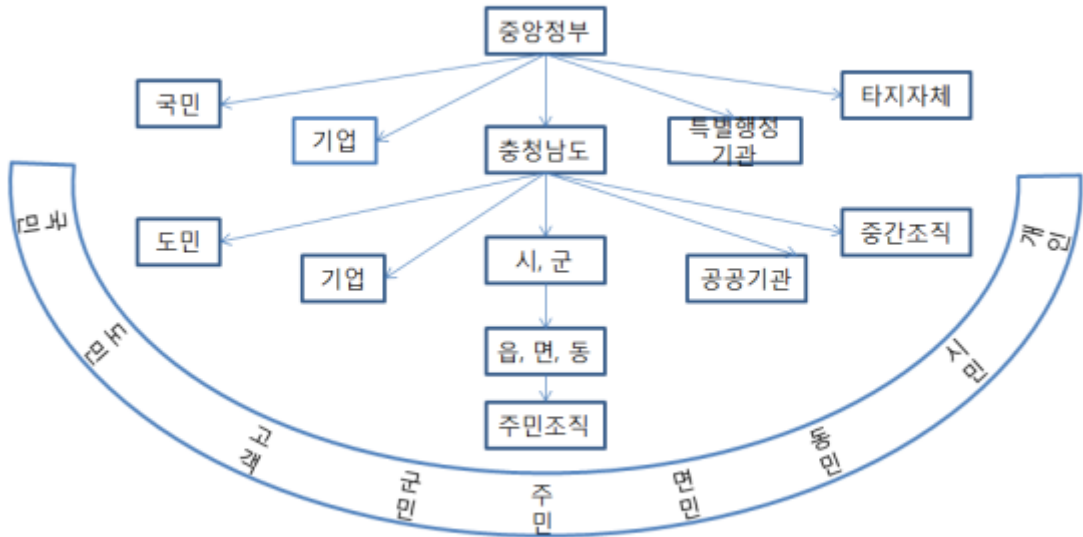 중앙정부
국민
기업
충청남도
특별행정
기관
타지자체
도민
기업
시, 군
공공기관
중간조직
읍, 면, 동
주민조직
국민
도민
고객
군민
주민
면민
동민
시민
개인